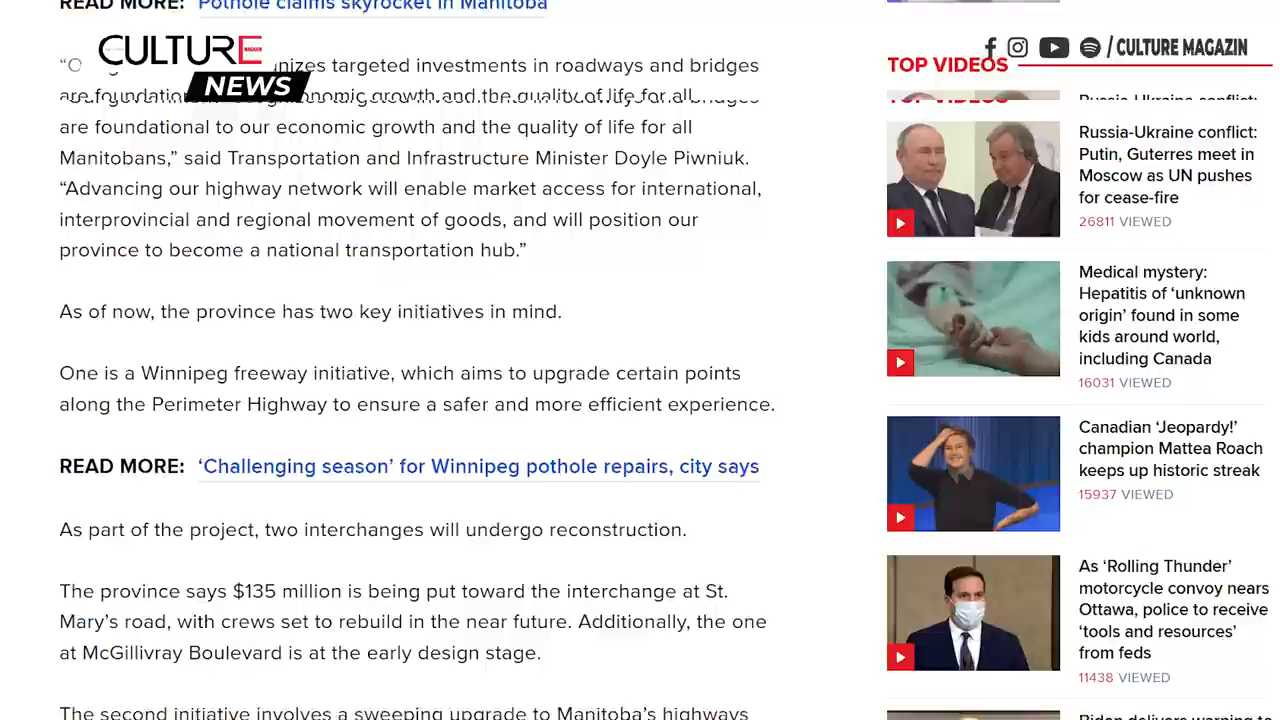 READ MORE: Pothole claims skyrocket in Manitoba
CULTURE
MAGAZIN
NEWS
/ CULTURE MAGAZIN
targeted investments in roadways and bridges
are foundational to our economic growth and the quality of life for all
Manitobans,” said Transportation and Infrastructure Minister Doyle Piwniuk.
“Advancing our highway network will enable market access for international,
interprovincial and regional movement of goods, and will position our
province to become a national transportation hub.”
As of now, the province has two key initiatives in mind.
One is a Winnipeg freeway initiative, which aims to upgrade certain points
along the Perimeter Highway to ensure a safer and more efficient experience.
READ MORE: ‘Challenging season’ for Winnipeg pothole repairs, city says
As part of the project, two interchanges will undergo reconstruction.
The province says $135 million is being put toward the interchange at St.
Mary’s road, with crews set to rebuild in the near future. Additionally, the one
at McGillivray Boulevard is at the early design stage.
The second initiative involves a sweeping upgrade to Manitoba’s highways
TOP VIDEOS
Russia-Ukraine conflict:
Putin, Guterres meet in
Moscow as UN pushes
for cease-fire
26811 VIEWED
Medical mystery:
Hepatitis of ‘unknown
origin’ found in some
kids around world,
including Canada
16031 VIEWED
Canadian ‘Jeopardy!’
champion Mattea Roach
keeps up historic streak
15937 VIEWED
As ‘Rolling Thunder’
motorcycle convoy nears
Ottawa, police to receive
‘tools and resources’
from feds
11438 VIEWED
Biden delivers warning to